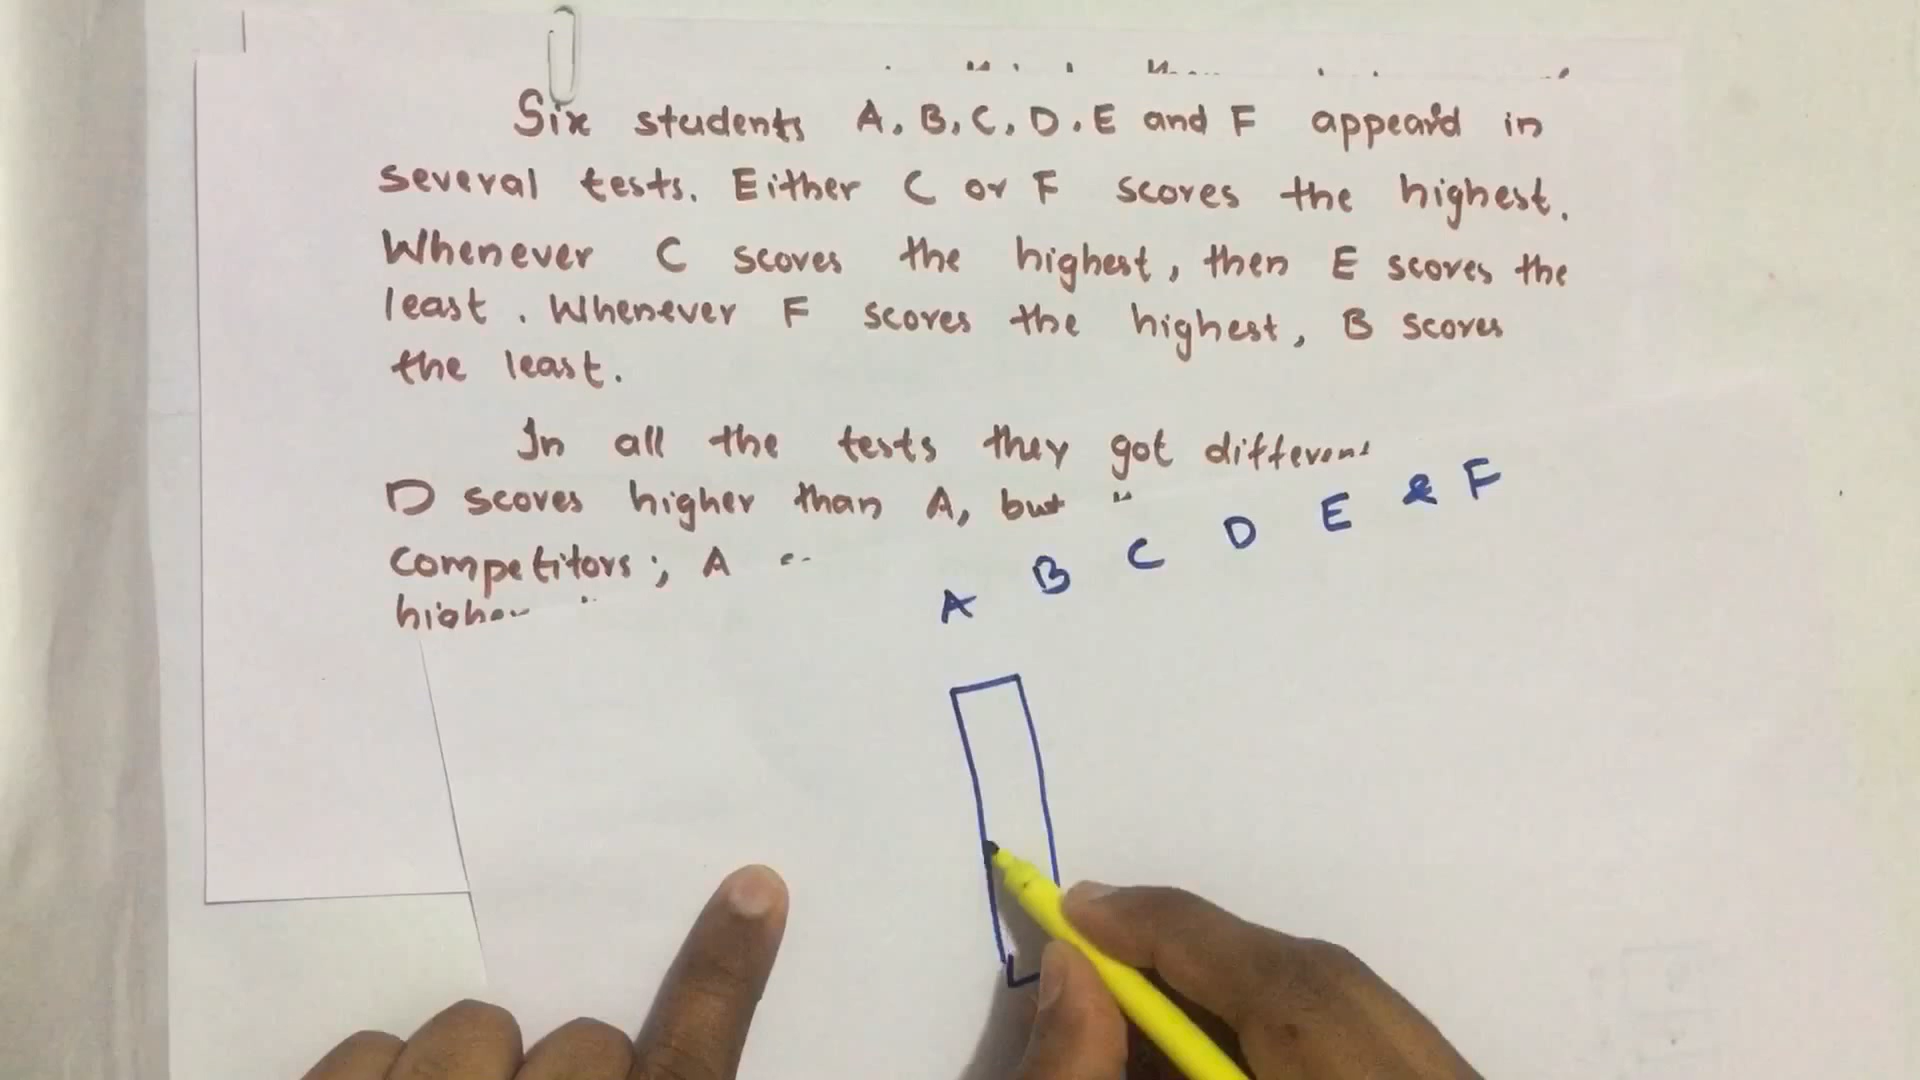 Six students A, B, C, D, E and F appeard in
several tests. Either C or F scores the highest.
Whenever C scores the highest, then E scores the
least. Whenever F scores the highest, B scores
the least.
In all the tests they got
D scores higher than A, but
competitors; A
A B C D E & F